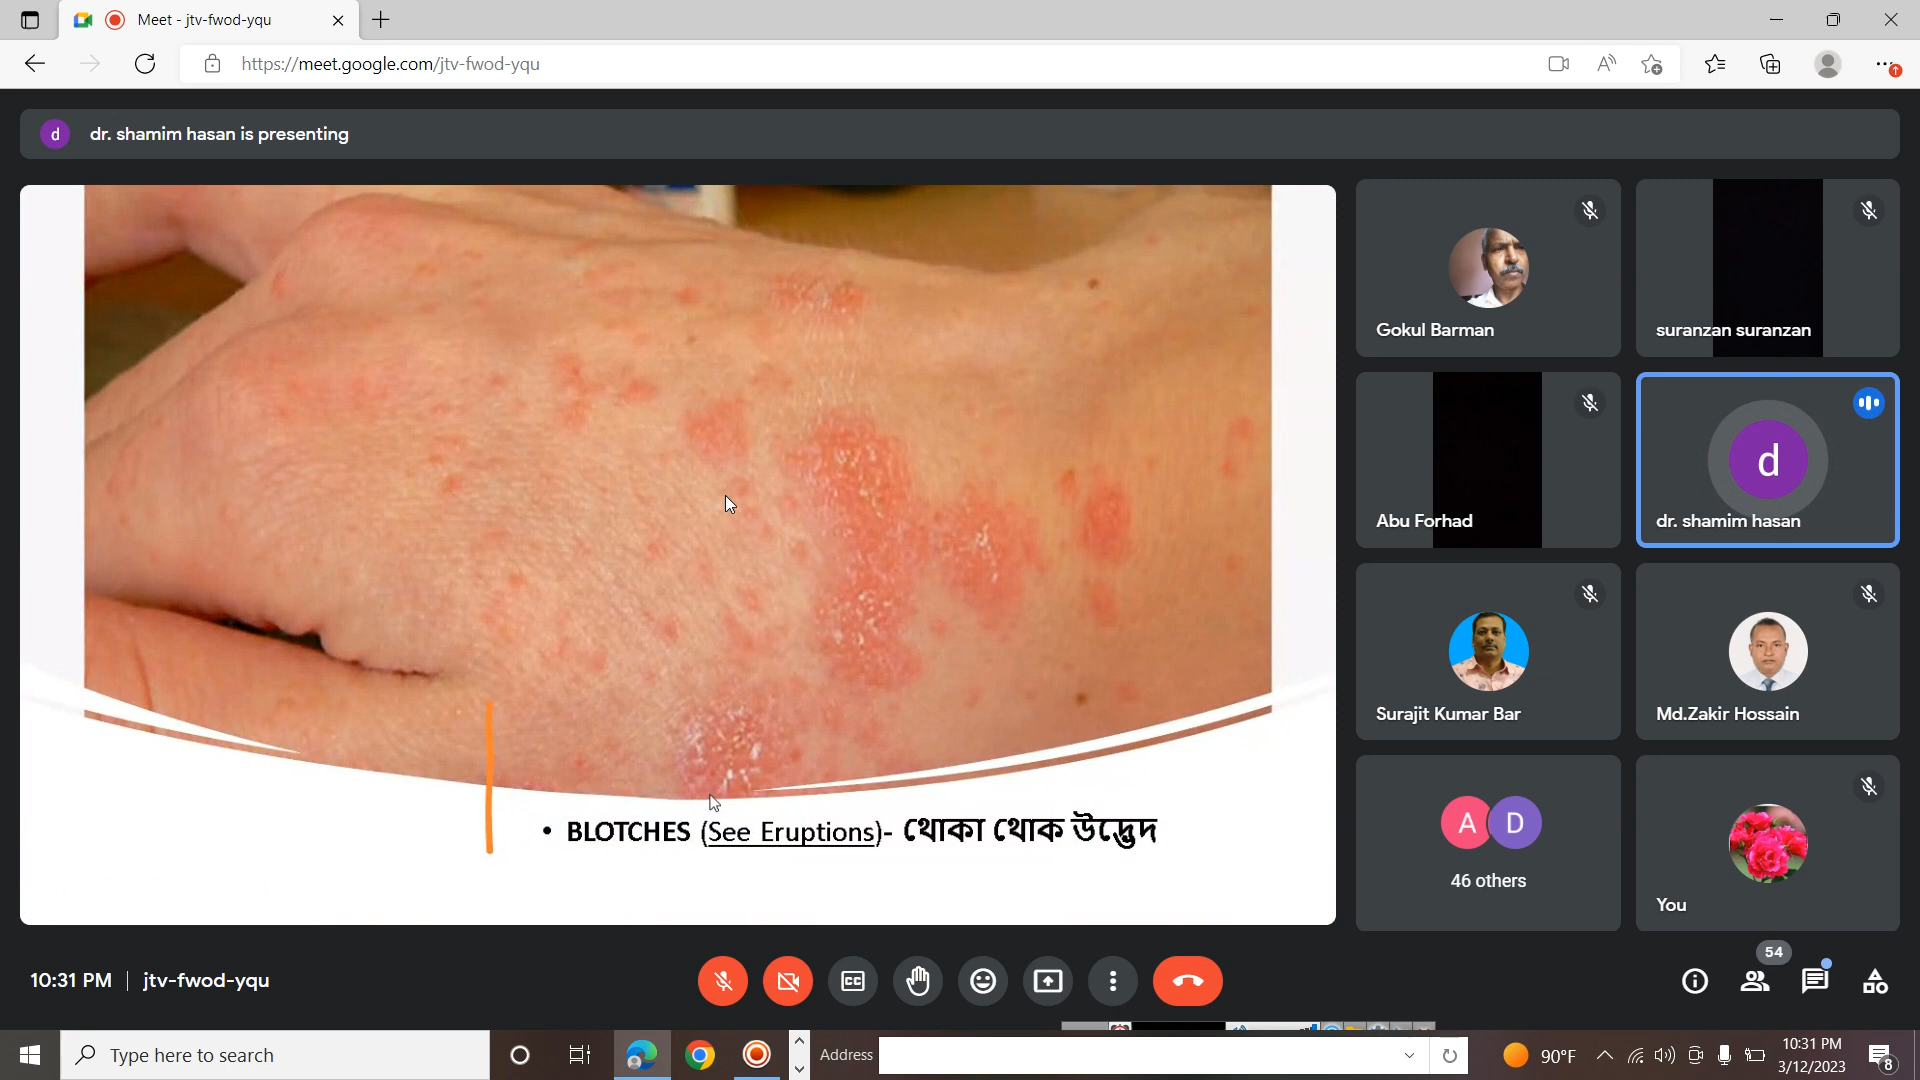 Meet - jtv-fwod-yqu
https://meet.google.com/jtv-fwod-yqu
d
dr. shamim hasan is presenting
Gokul Barman
suranzan suranzan
Abu Forhad
d
dr. shamim hasan
Surajit Kumar Bar
Md.Zakir Hossain
A D
46 others
You
• BLOTCHES (See Eruptions)- থোকা থোক উদ্ভেদ
10:31 PM | jtv-fwod-yqu
54
Type here to search
Address
90°F
10:31 PM
3/12/2023
8